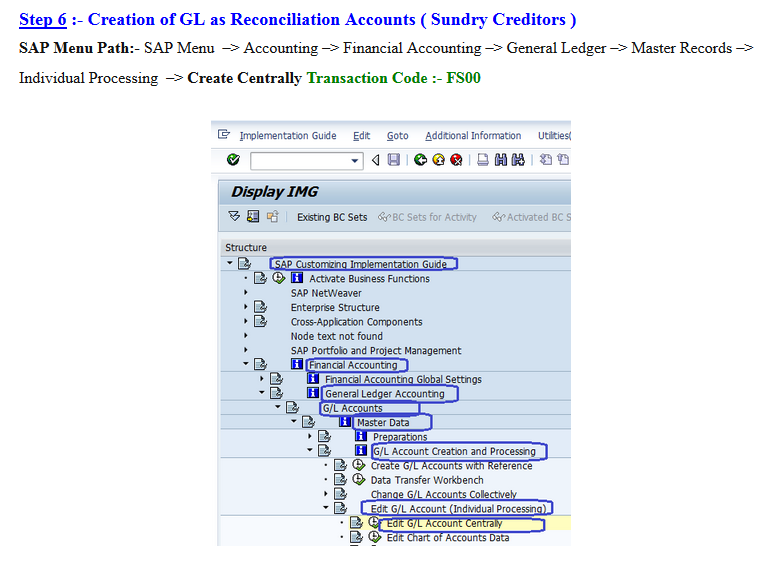 Step 6 :- Creation of GL as Reconciliation Accounts ( Sundry Creditors )
SAP Menu Path:- SAP Menu –> Accounting –> Financial Accounting –> General Ledger –> Master Records –>
Individual Processing –> Create Centrally Transaction Code :- FS00
Implementation Guide Edit Goto Additional Information Utilities(
Display IMG
Existing BC Sets BC Sets for Activity Activated BC S
Structure
SAP Customizing Implementation Guide
Activate Business Functions
SAP NetWeaver
Enterprise Structure
Cross-Application Components
Node text not found
SAP Portfolio and Project Management
Financial Accounting
Financial Accounting Global Settings
General Ledger Accounting
G/L Accounts
Master Data
Preparations
G/L Account Creation and Processing
Create G/L Accounts with Reference
Data Transfer Workbench
Change G/L Accounts Collectively
Edit G/L Account (Individual Processing)
Edit G/L Account Centrally
Edit Chart of Accounts Data